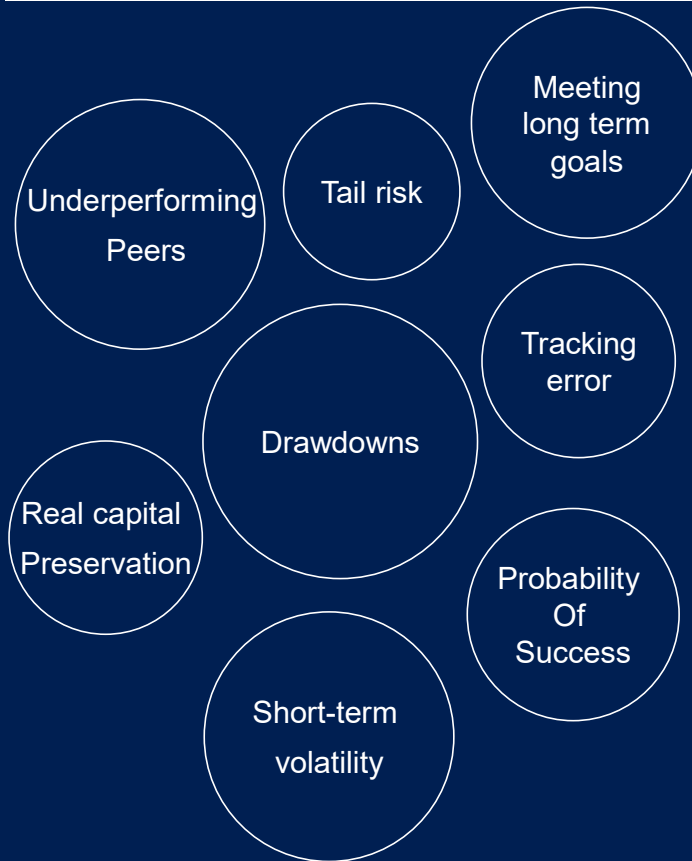 Meeting
long term
goals
Underperforming
Peers
Tail risk
Tracking
error
Drawdowns
Real capital
Preservation
Probability
Of
Success
Short-term
volatility